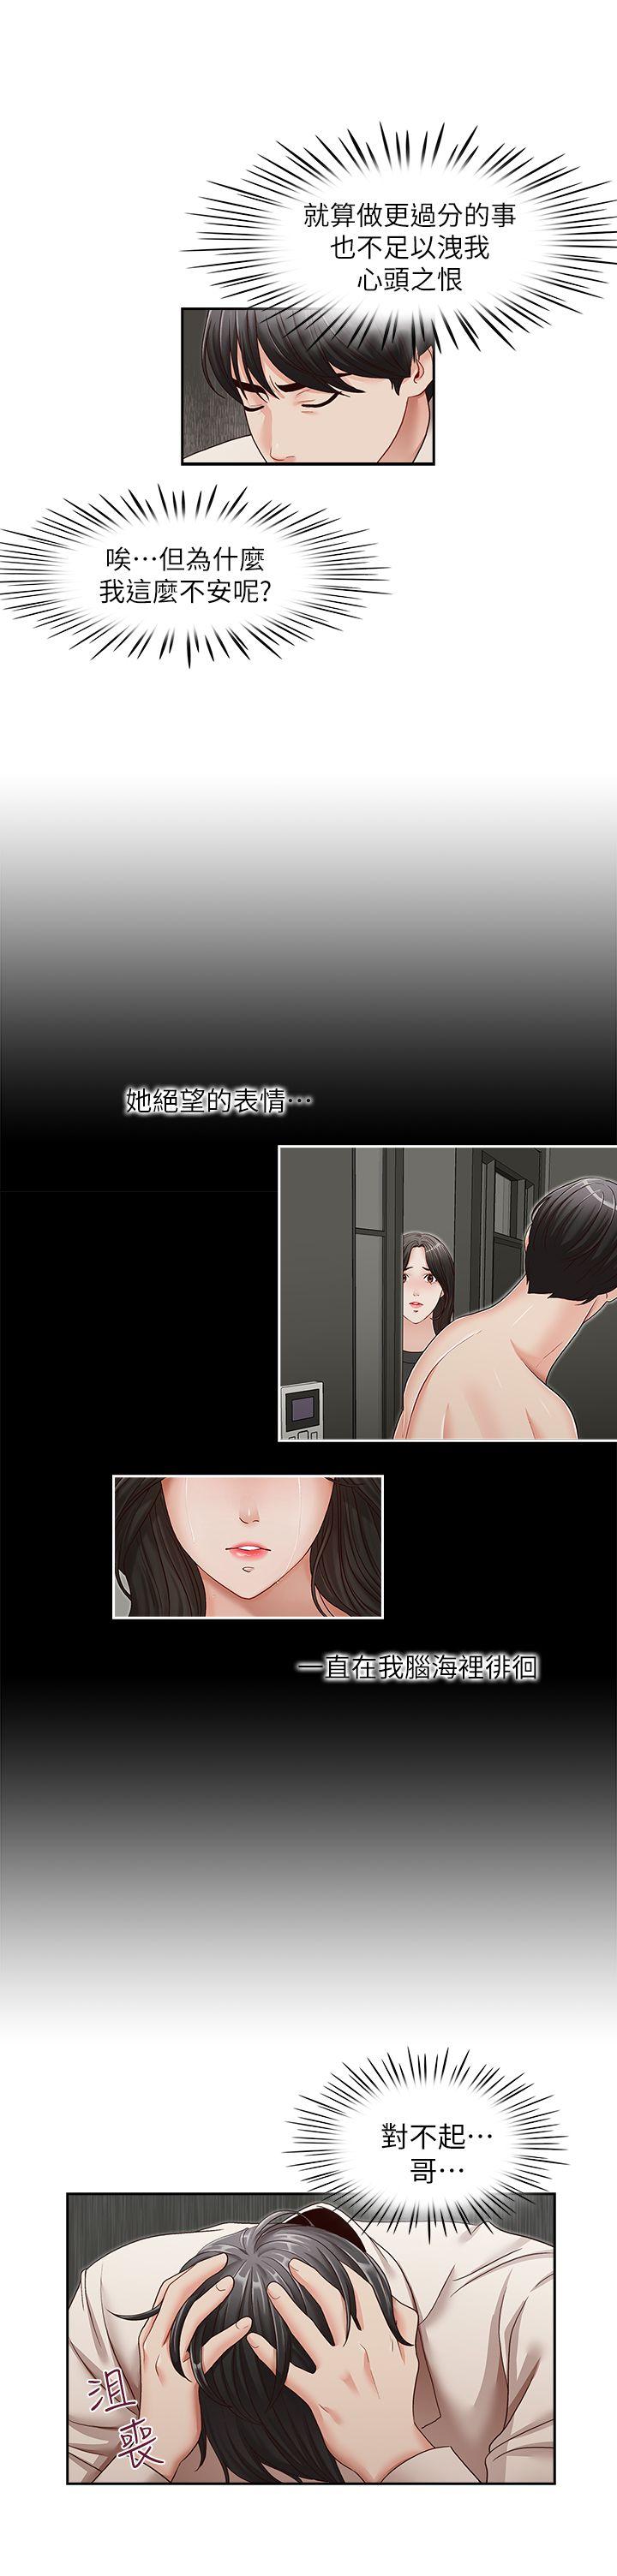 就算做更過分的事
也不足以洩我
心頭之恨
唉⋯但為什麼
我這麼不安呢?
她絕望的表情⋯
一直在我腦海裡徘徊
對不起⋯
哥⋯
沮喪